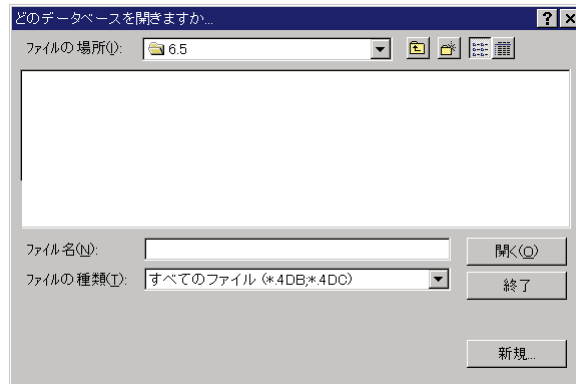 どのデータベースを開きますか...
ファイルの場所(I): 6.5
ファイル名(N): 開く(O)
ファイルの種類(T): すべてのファイル (*.4DB;*.4DC) 終了
新規...